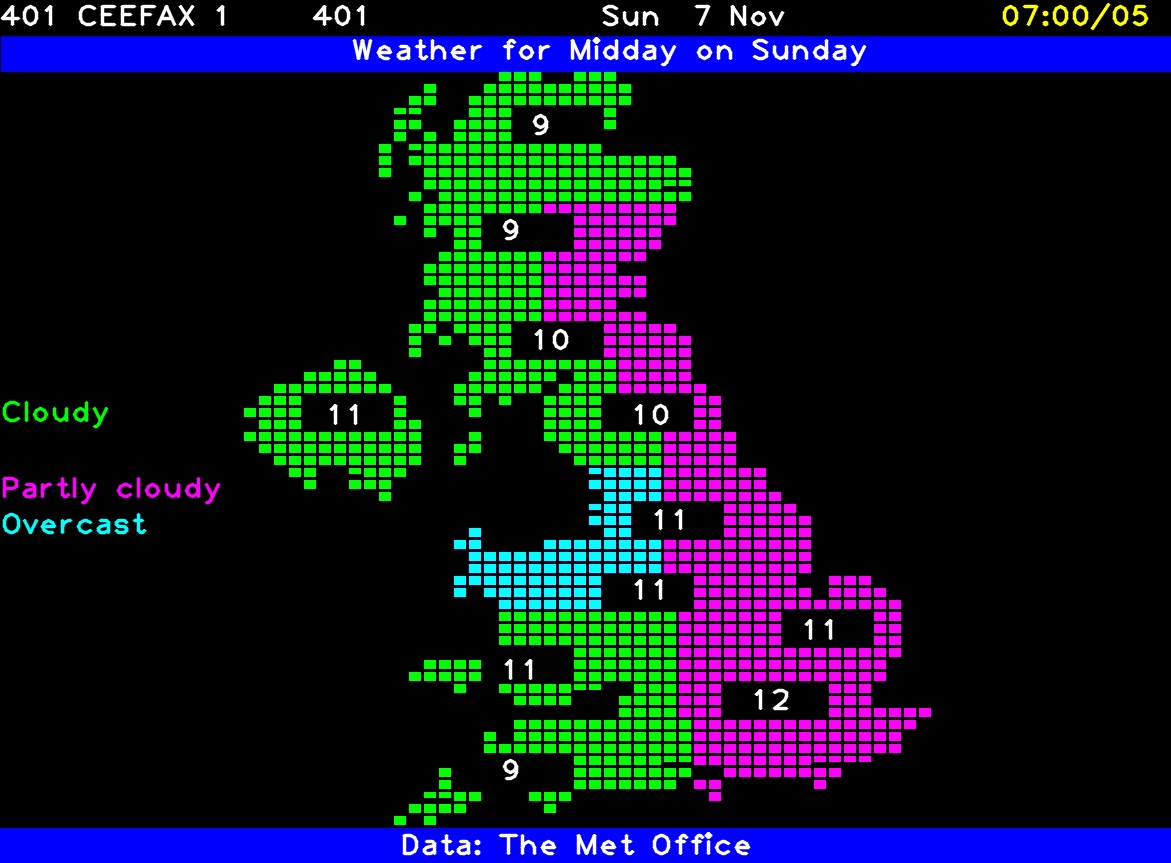 401 CEEFAX 1 401 Sun 7 Nov 07:00/05
Weather for Midday on Sunday
9
9
10
Cloudy 11 10
Partly cloudy
Overcast 11
11
11
11
12
9
Data: The Met Office